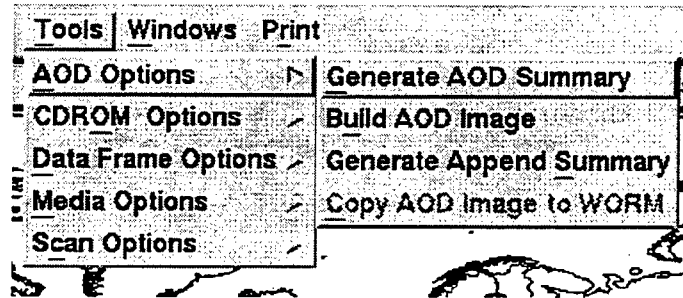 Tools Windows Print
AOD Options
CDROM Options
Data Frame Options
Media Options
Scan Options
Generate AOD Summary
Build AOD Image
Generate Append Summary
Copy AOD Image to WORM